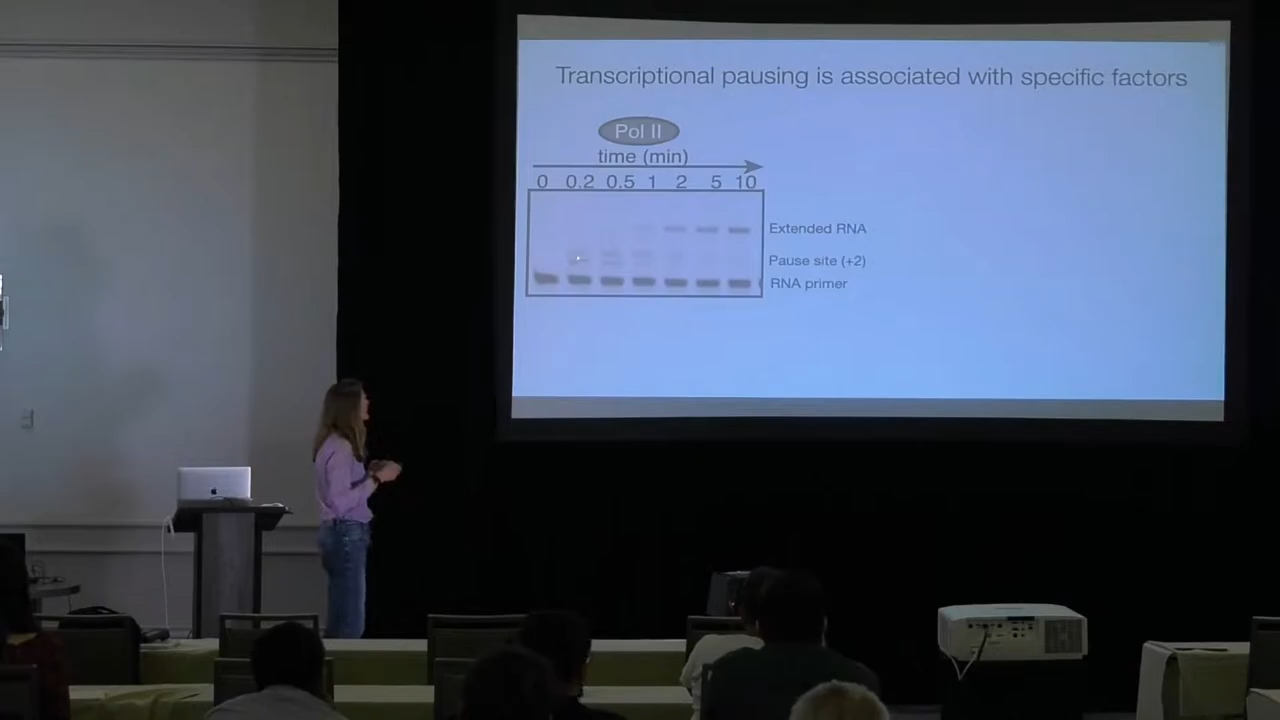 Transcriptional pausing is associated with specific factors
Pol II
time (min)
0 0.2 0.5 1 2 5 10
Extended RNA
Pause site (+2)
RNA primer